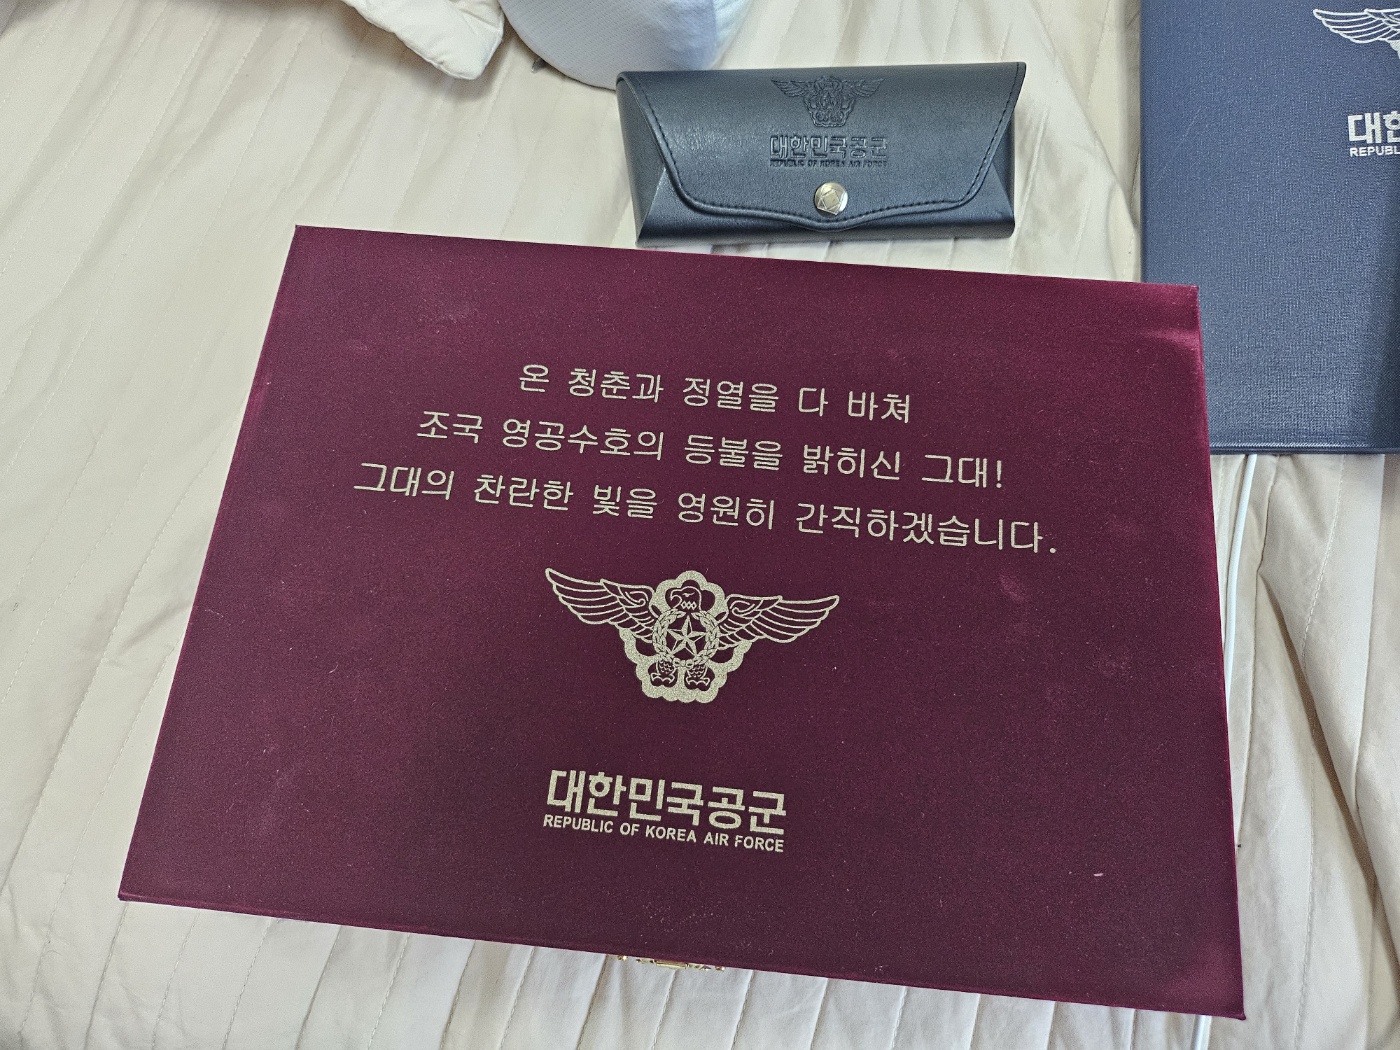 대한민국공군
REPUBLIC OF KOREA AIR FORCE
온 청춘과 정열을 다 바쳐
조국 영공수호의 등불을 밝히신 그대!
그대의 찬란한 빛을 영원히 간직하겠습니다.
대한민국공군
REPUBLIC OF KOREA AIR FORCE